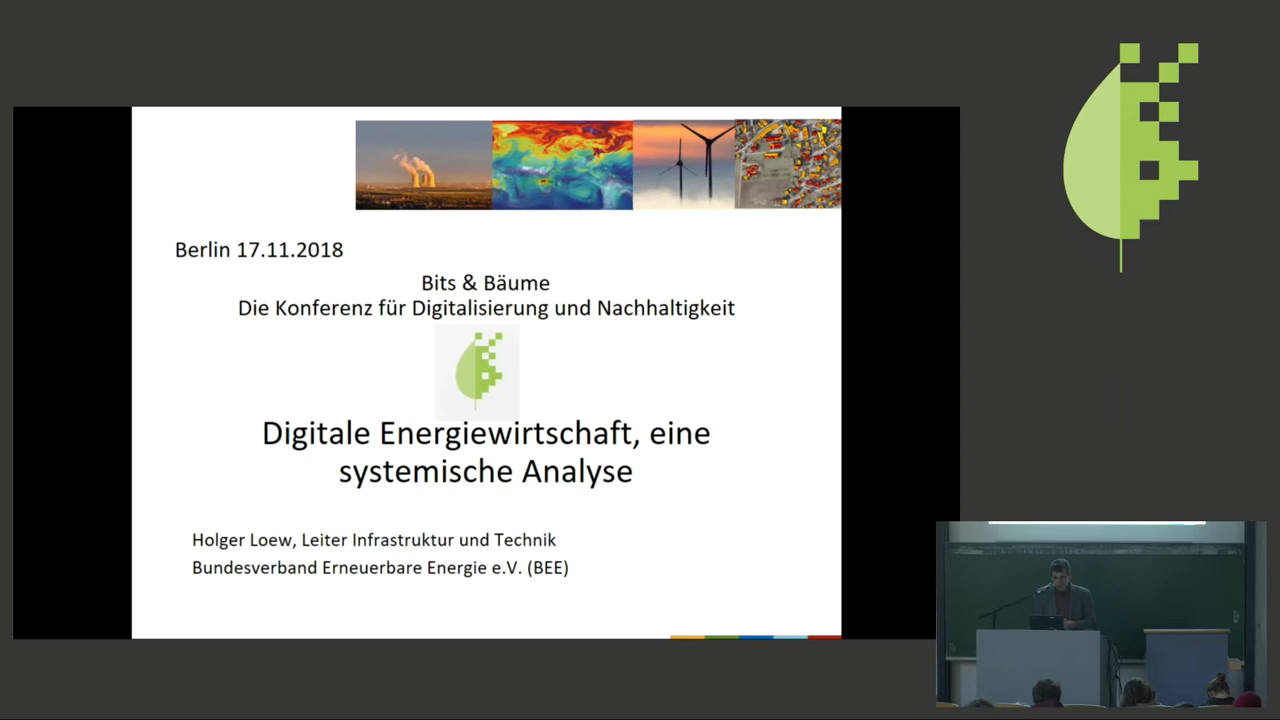 Berlin 17.11.2018
Bits & Bäume
Die Konferenz für Digitalisierung und Nachhaltigkeit
Digitale Energiewirtschaft, eine
systemische Analyse
Holger Loew, Leiter Infrastruktur und Technik
Bundesverband Erneuerbare Energie e.V. (BEE)